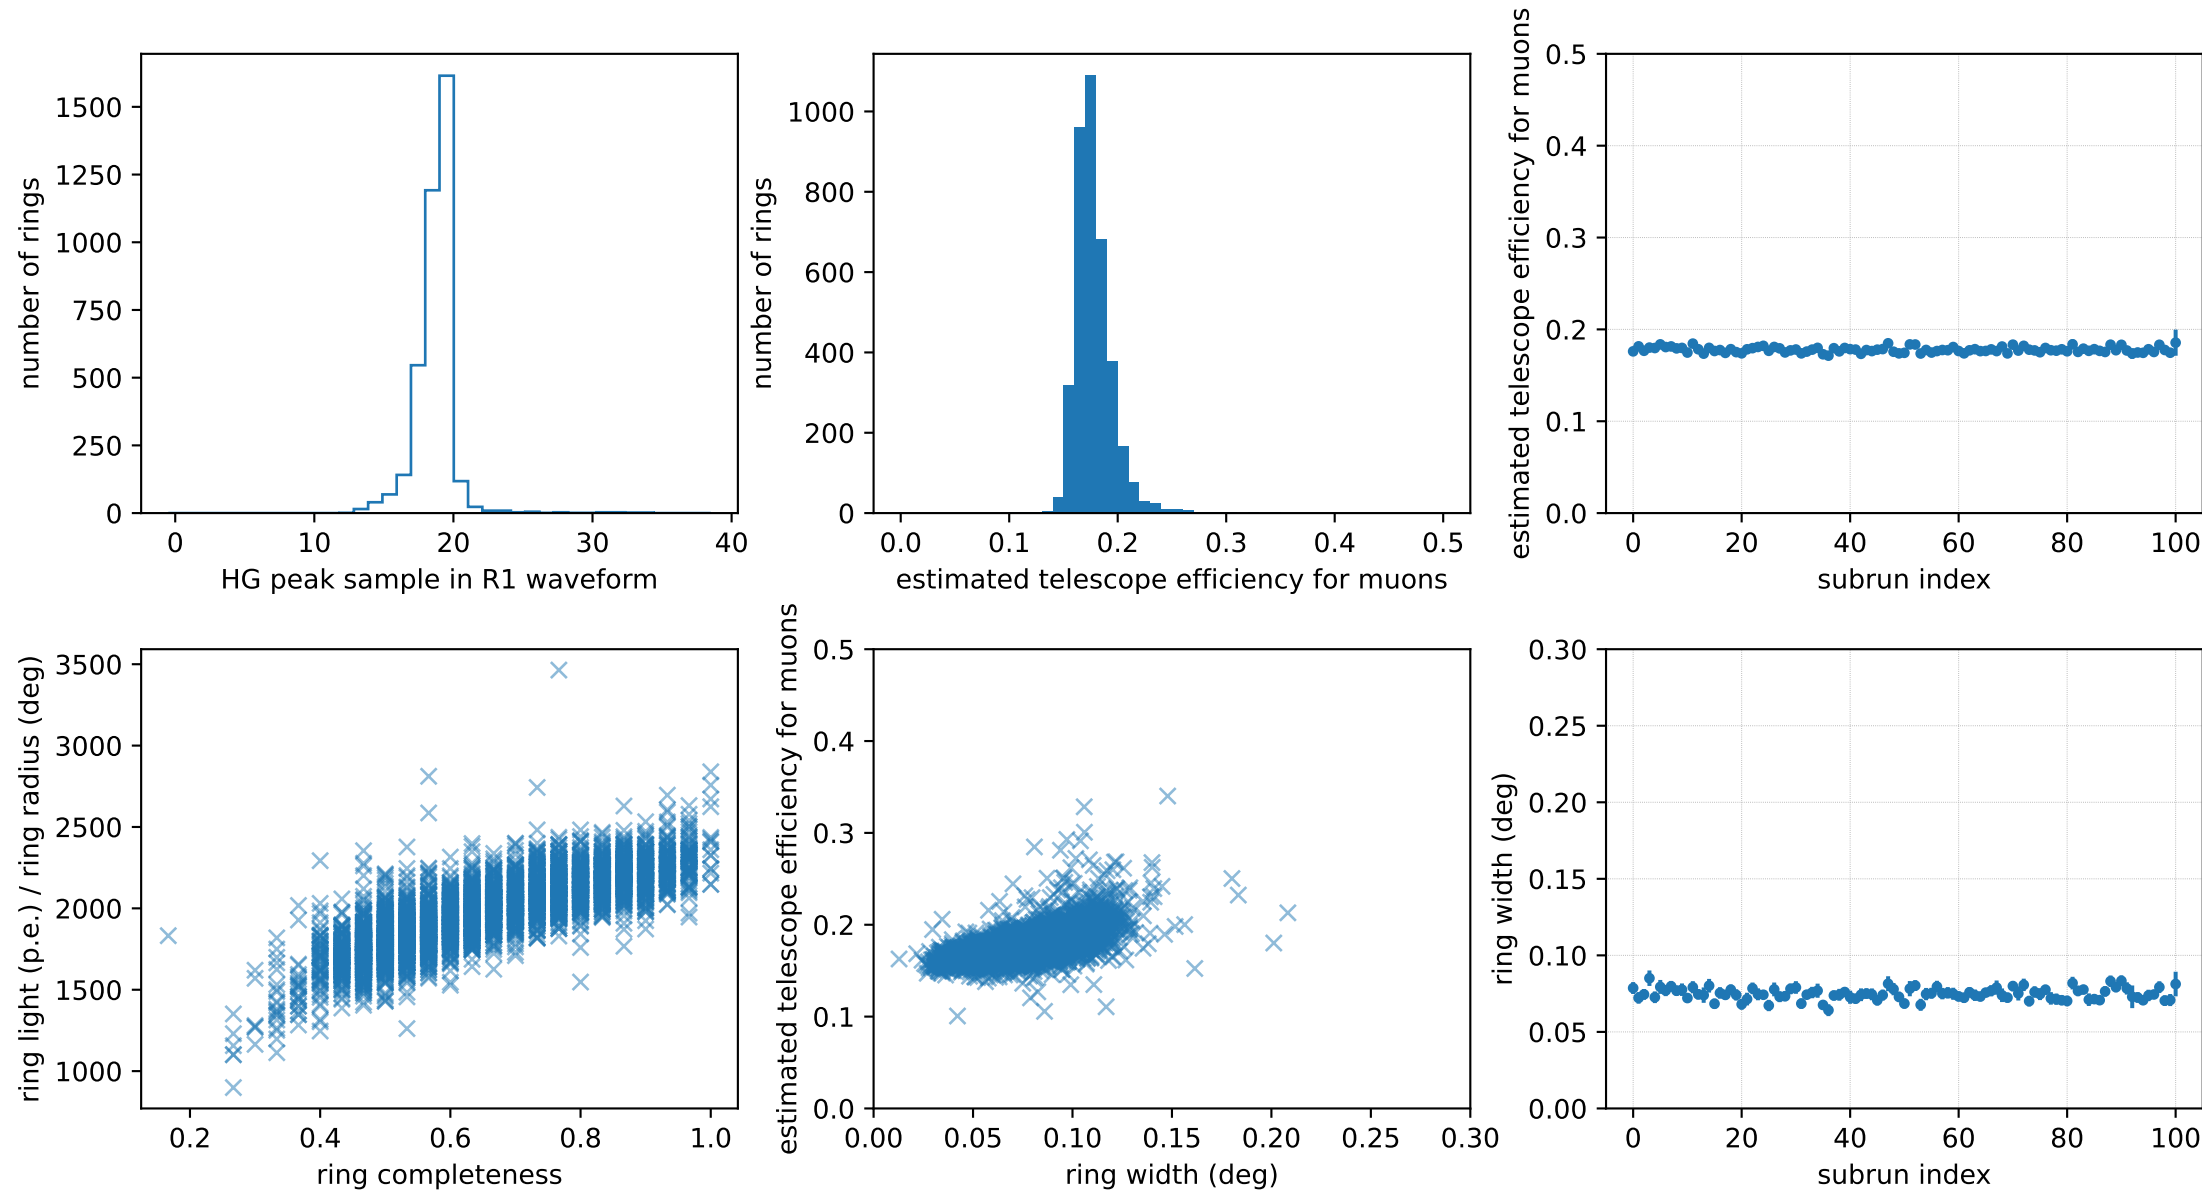 number of rings
1500
1250
1000
750
500
250
0
0 10 20 30 40
HG peak sample in R1 waveform
number of rings
1000
800
600
400
200
0
0.0 0.1 0.2 0.3 0.4 0.5
estimated telescope efficiency for muons
estimated telescope efficiency for muons
0.5
0.4
0.3
0.2
0.1
0.0
0 20 40 60 80 100
subrun index
ring light (p.e.) / ring radius (deg)
3500
3000
2500
2000
1500
1000
0.2 0.4 0.6 0.8 1.0
ring completeness
estimated telescope efficiency for muons
0.5
0.4
0.3
0.2
0.1
0.0
0.00 0.05 0.10 0.15 0.20 0.25 0.30
ring width (deg)
ring width (deg)
0.30
0.25
0.20
0.15
0.10
0.05
0.00
0 20 40 60 80 100
subrun index